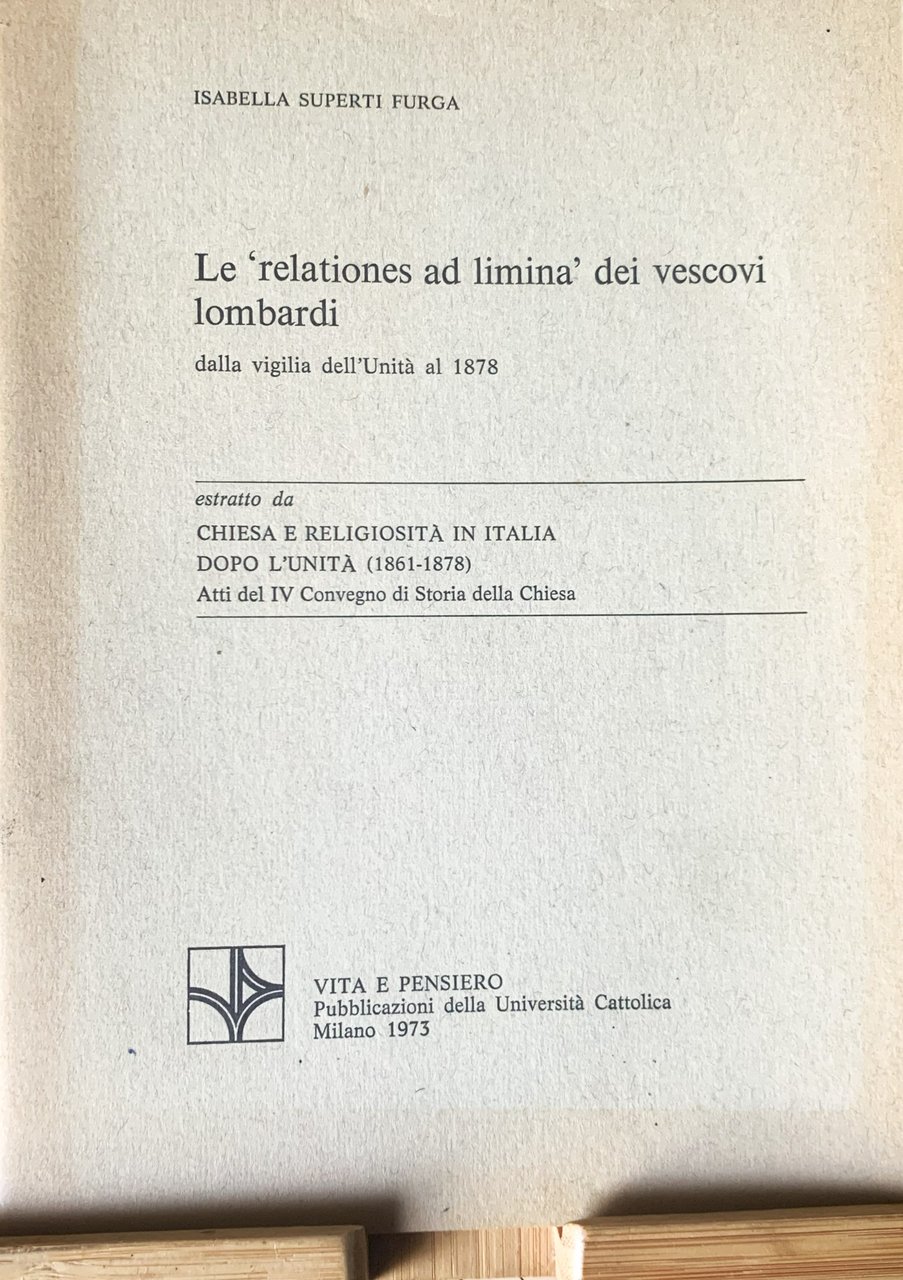 ISABELLA SUPERTI FURGA
Le ‘relationes ad limina’ dei vescovi
lombardi
dalla vigilia dell’Unità al 1878
estratto da
CHIESA E RELIGIOSITÀ IN ITALIA
DOPO L’UNITÀ (1861-1878)
Atti del IV Convegno di Storia della Chiesa
VITA E PENSIERO
Pubblicazioni della Università Cattolica
Milano 1973